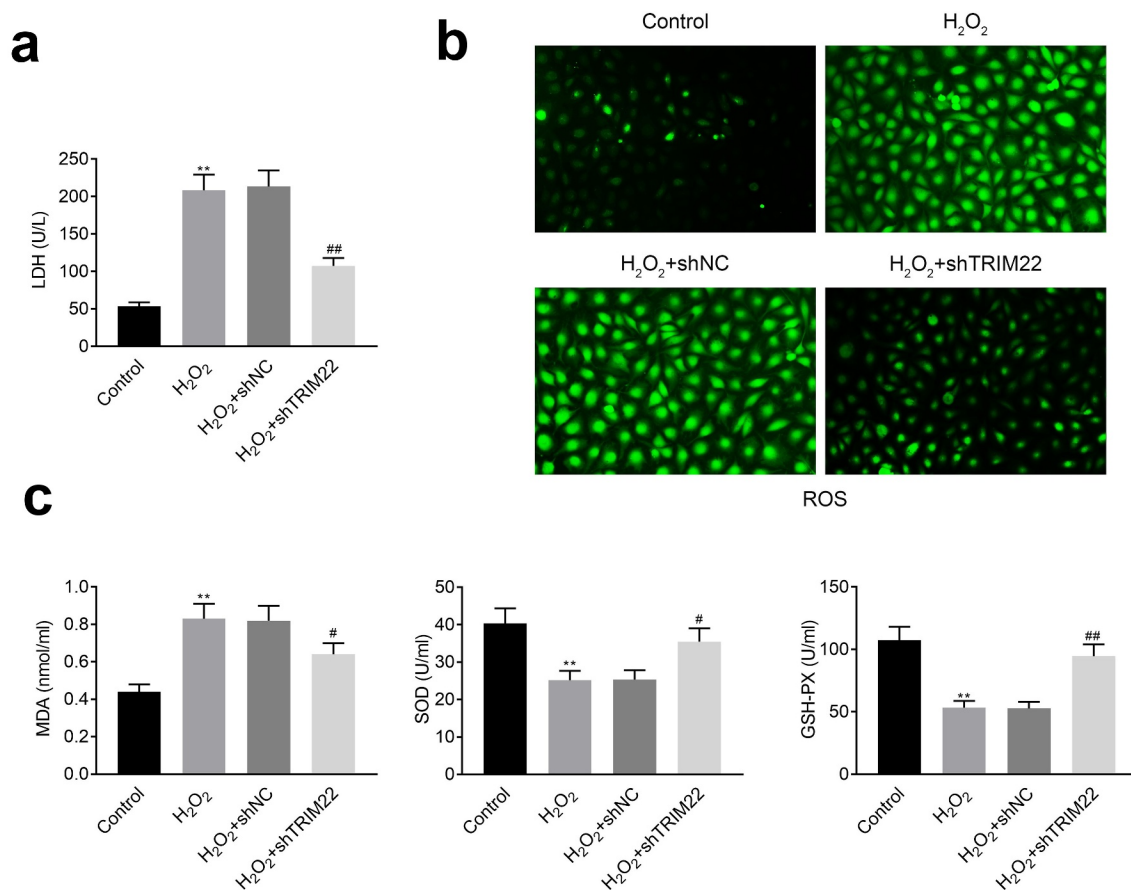 a
250
200
150
100
50
0
LDH (U/L)
**
##
Control
H₂O₂
H₂O₂+shNC
H₂O₂+shTRIM22
b
Control
H₂O₂
H₂O₂+shNC
H₂O₂+shTRIM22
ROS
c
1.0
0.8
0.6
0.4
0.2
0.0
MDA (nmol/ml)
**
#
Control
H₂O₂
H₂O₂+shNC
H₂O₂+shTRIM22
50
40
30
20
10
0
SOD (U/ml)
**
#
Control
H₂O₂
H₂O₂+shNC
H₂O₂+shTRIM22
150
100
50
0
GSH-PX (U/ml)
**
##
Control
H₂O₂
H₂O₂+shNC
H₂O₂+shTRIM22